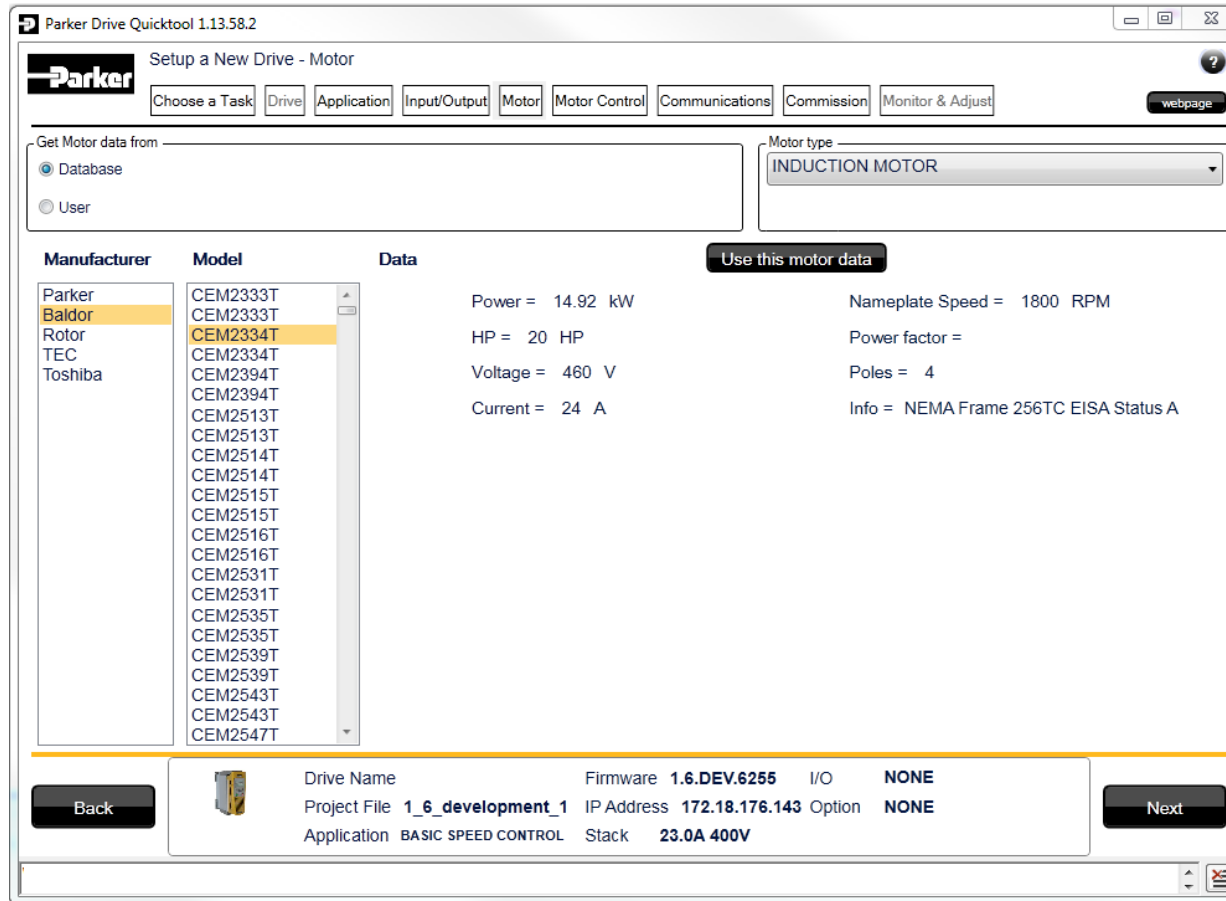 Parker Drive Quicktool 1.13.58.2
Parker
Setup a New Drive - Motor
?
Choose a Task Drive Application Input/Output Motor Motor Control Communications Commission Monitor & Adjust
webpage
Get Motor data from
Database
User
Motor type
INDUCTION MOTOR
Manufacturer Model Data
Use this motor data
Parker
Baldor
Rotor
TEC
Toshiba
CEM2333T
CEM2333T
CEM2334T
CEM2334T
CEM2394T
CEM2394T
CEM2513T
CEM2513T
CEM2514T
CEM2514T
CEM2515T
CEM2515T
CEM2516T
CEM2516T
CEM2531T
CEM2531T
CEM2535T
CEM2535T
CEM2539T
CEM2539T
CEM2543T
CEM2543T
CEM2547T
Power = 14.92 kW
HP = 20 HP
Voltage = 460 V
Current = 24 A
Nameplate Speed = 1800 RPM
Power factor =
Poles = 4
Info = NEMA Frame 256TC EISA Status A
Back
Drive Name Firmware 1.6.DEV.6255 I/O NONE
Project File 1_6_development_1 IP Address 172.18.176.143 Option NONE
Application BASIC SPEED CONTROL Stack 23.0A 400V
Next